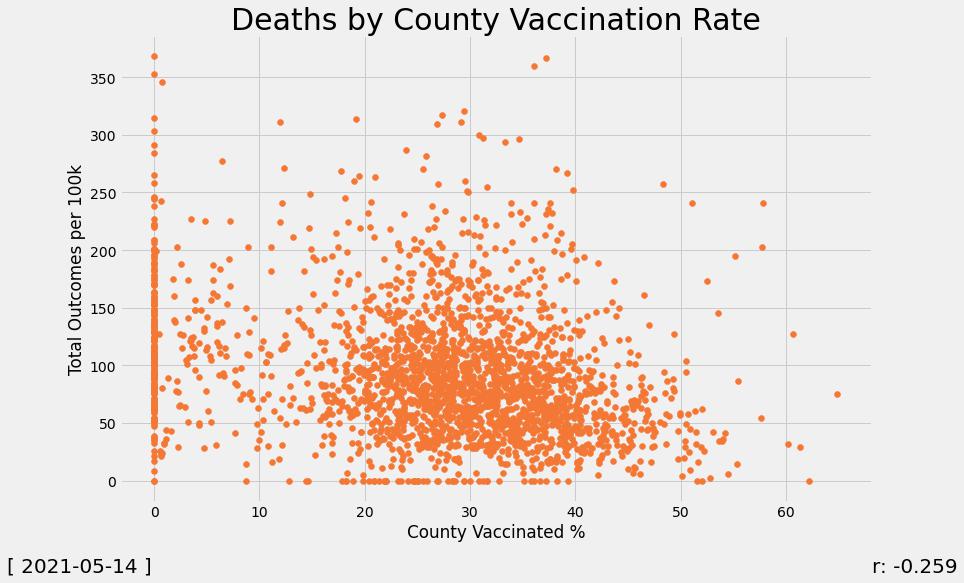 Deaths by County Vaccination Rate
Total Outcomes per 100k
350
300
250
200
150
100
50
0
0 10 20 30 40 50 60
County Vaccinated %
[ 2021-05-14 ] r: -0.259